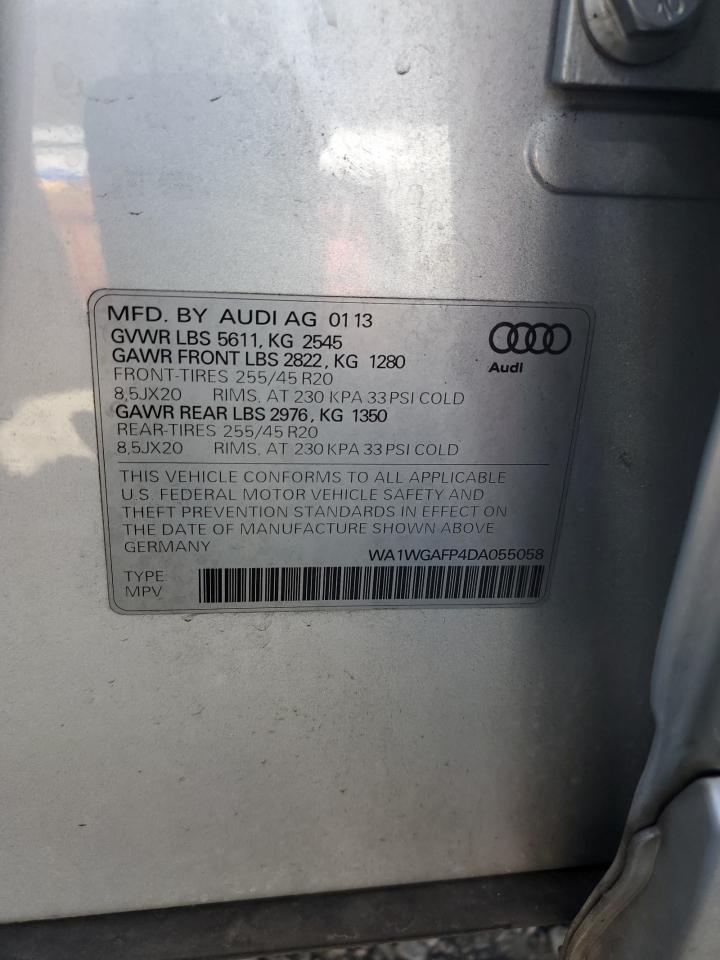 MFD. BY AUDI AG 01 13
GVWR LBS 5611, KG 2545
GAWR FRONT LBS 2822, KG 1280
FRONT-TIRES 255/45 R20
8,5JX20 RIMS, AT 230 KPA 33 PSI COLD
GAWR REAR LBS 2976, KG 1350
REAR-TIRES 255/45 R20
8,5JX20 RIMS, AT 230 KPA 33 PSI COLD
Audi
THIS VEHICLE CONFORMS TO ALL APPLICABLE
U.S. FEDERAL MOTOR VEHICLE SAFETY AND
THEFT PREVENTION STANDARDS IN EFFECT ON
THE DATE OF MANUFACTURE SHOWN ABOVE
GERMANY WA1WGAFP4DA055058
TYPE
MPV